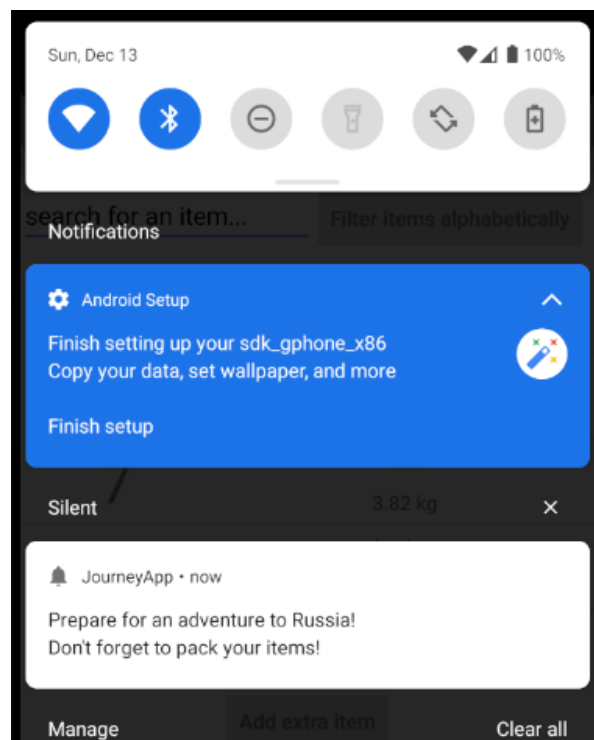 Sun, Dec 13 100%
search for an item... Filter items alphabetically
Notifications
Android Setup
Finish setting up your sdk_gphone_x86
Copy your data, set wallpaper, and more
Finish setup
Silent 3.82 kg
JourneyApp • now
Prepare for an adventure to Russia!
Don't forget to pack your items!
Add extra item
Manage Clear all